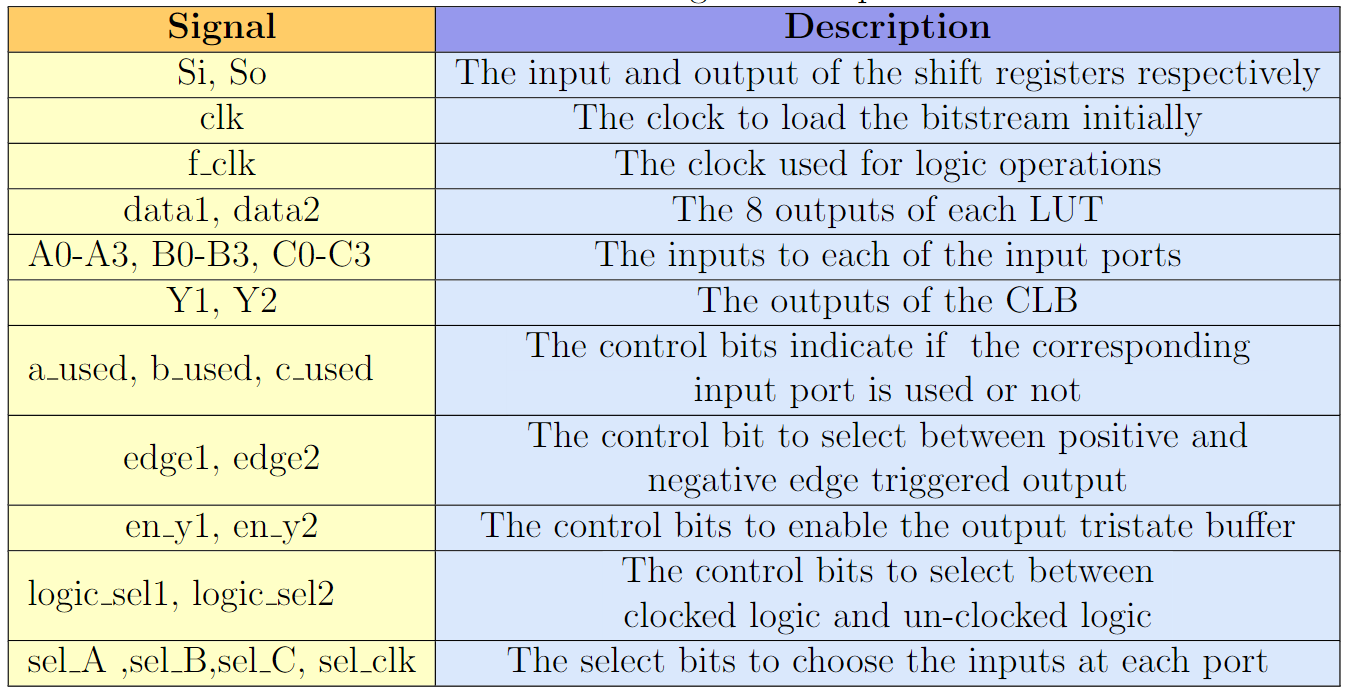 Signal Description
Si, So The input and output of the shift registers respectively
clk The clock to load the bitstream initially
f_clk The clock used for logic operations
data1, data2 The 8 outputs of each LUT
A0-A3, B0-B3, C0-C3 The inputs to each of the input ports
Y1, Y2 The outputs of the CLB
a_used, b_used, c_used The control bits indicate if the corresponding
input port is used or not
edge1, edge2 The control bit to select between positive and
negative edge triggered output
en_y1, en_y2 The control bits to enable the output tristate buffer
logic_sel1, logic_sel2 The control bits to select between
clocked logic and un-clocked logic
sel_A ,sel_B,sel_C, sel_clk The select bits to choose the inputs at each port